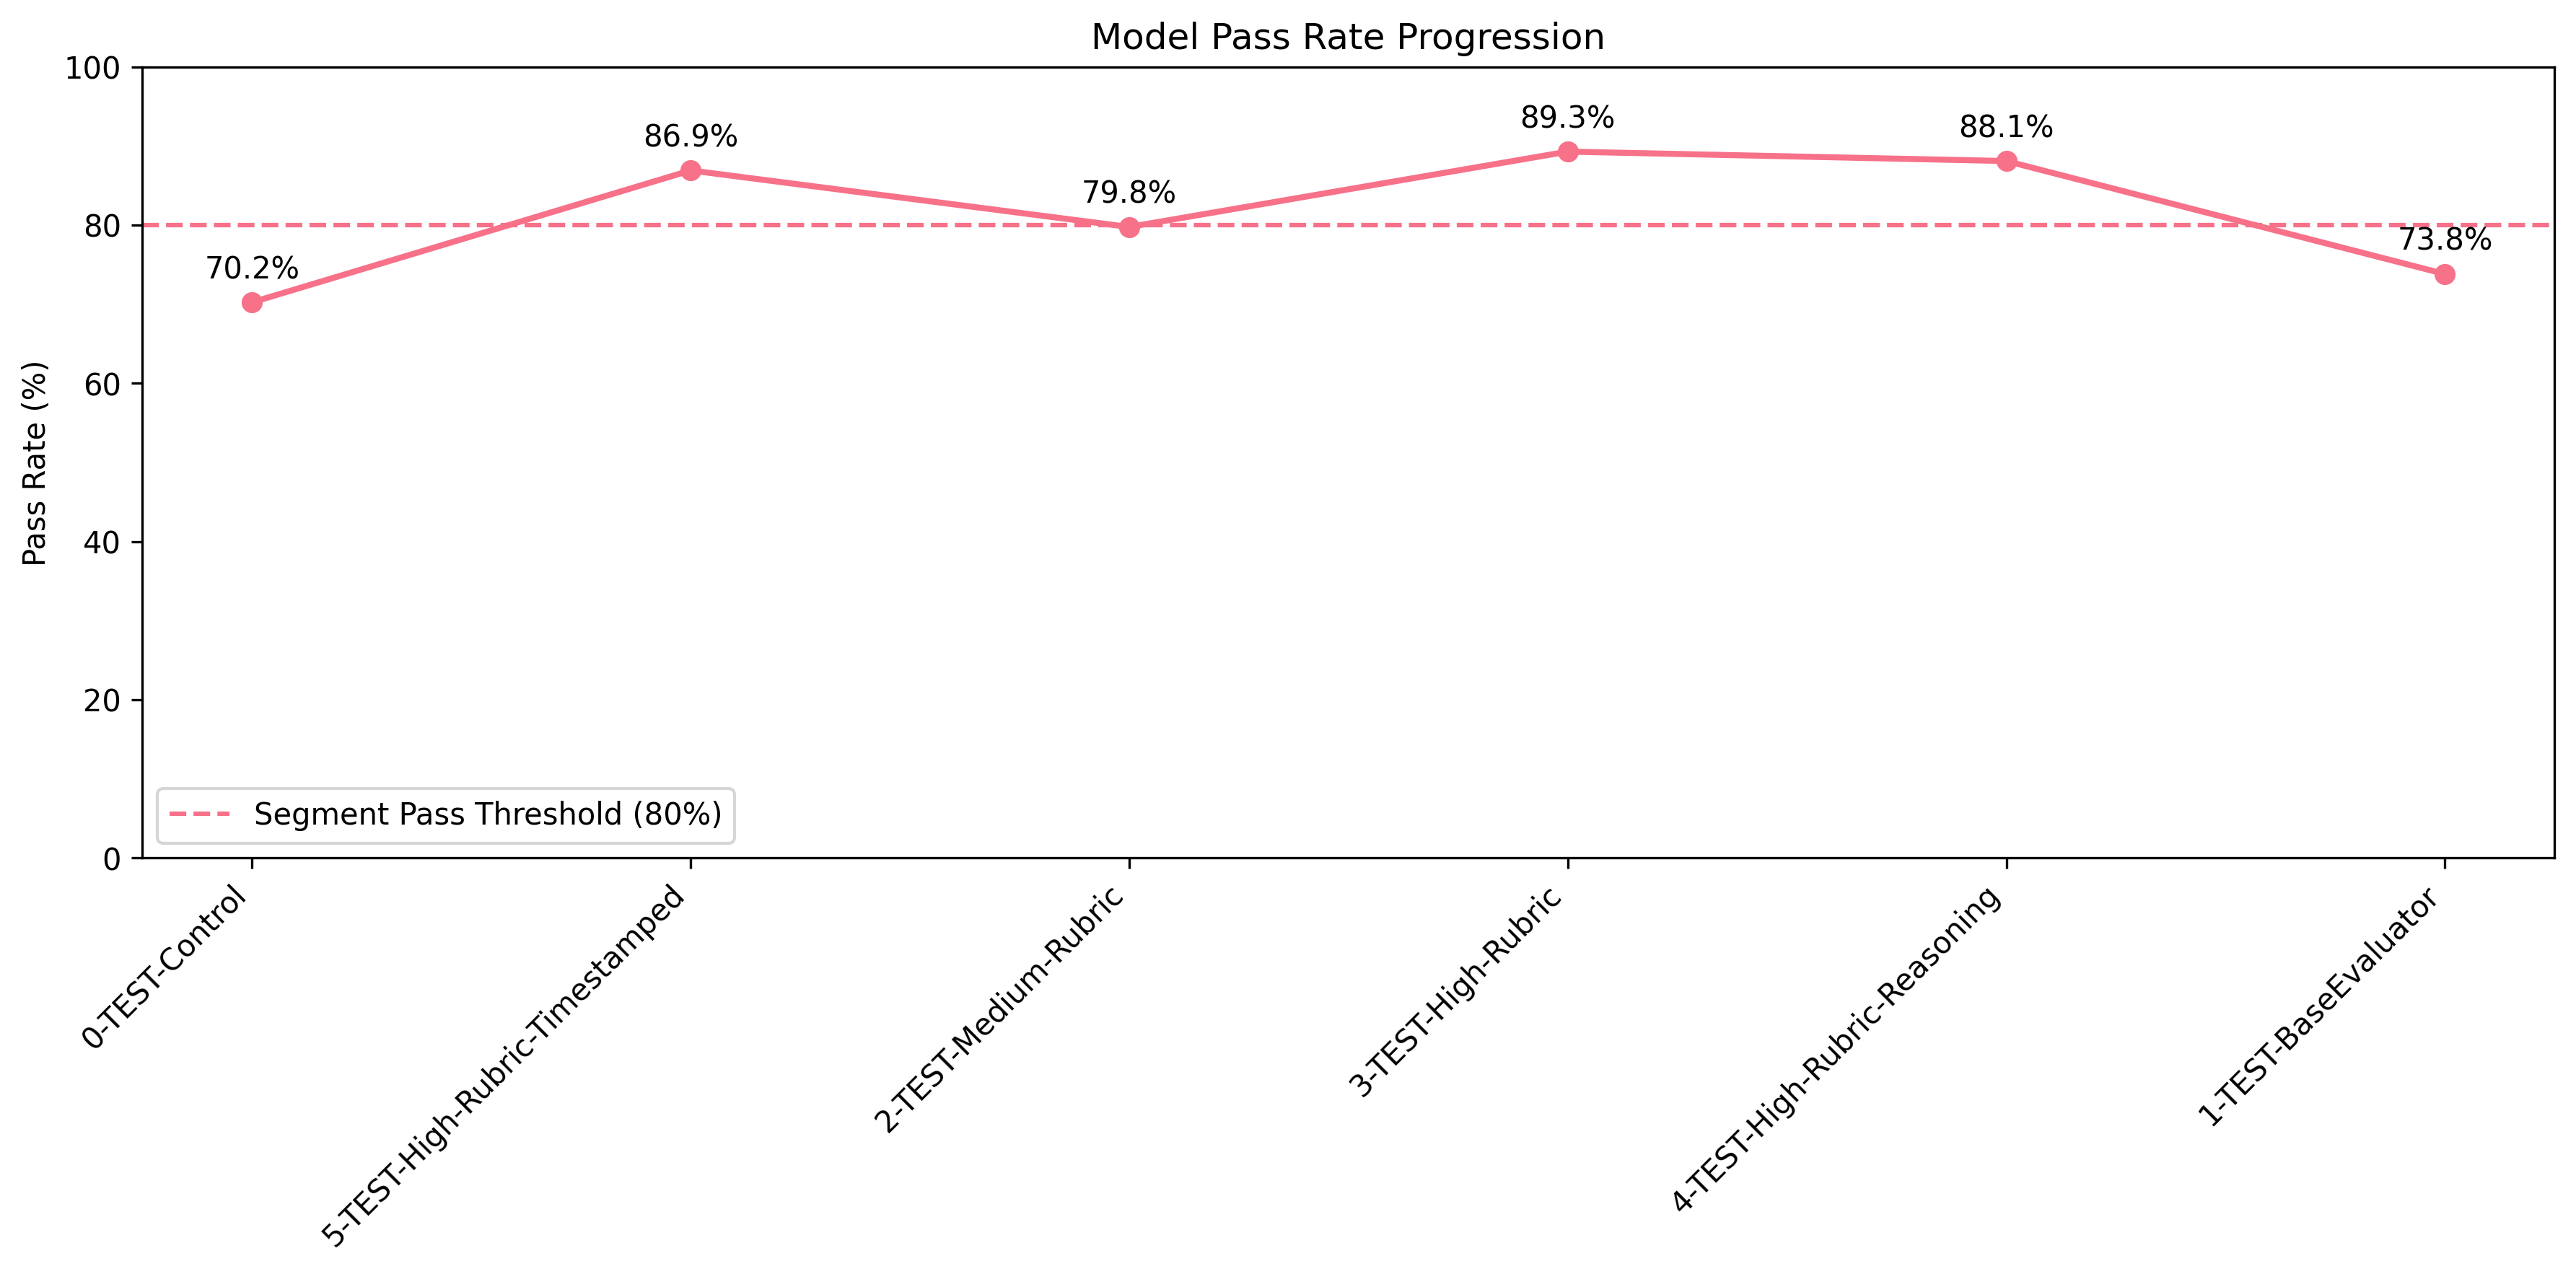 Model Pass Rate Progression
Pass Rate (%)
100
80
60
40
20
0
70.2%
86.9%
79.8%
89.3%
88.1%
73.8%
Segment Pass Threshold (80%)
0-TEST-Control
5-TEST-High-Rubric-Timestamped
2-TEST-Medium-Rubric
3-TEST-High-Rubric
4-TEST-High-Rubric-Reasoning
1-TEST-BaseEvaluator